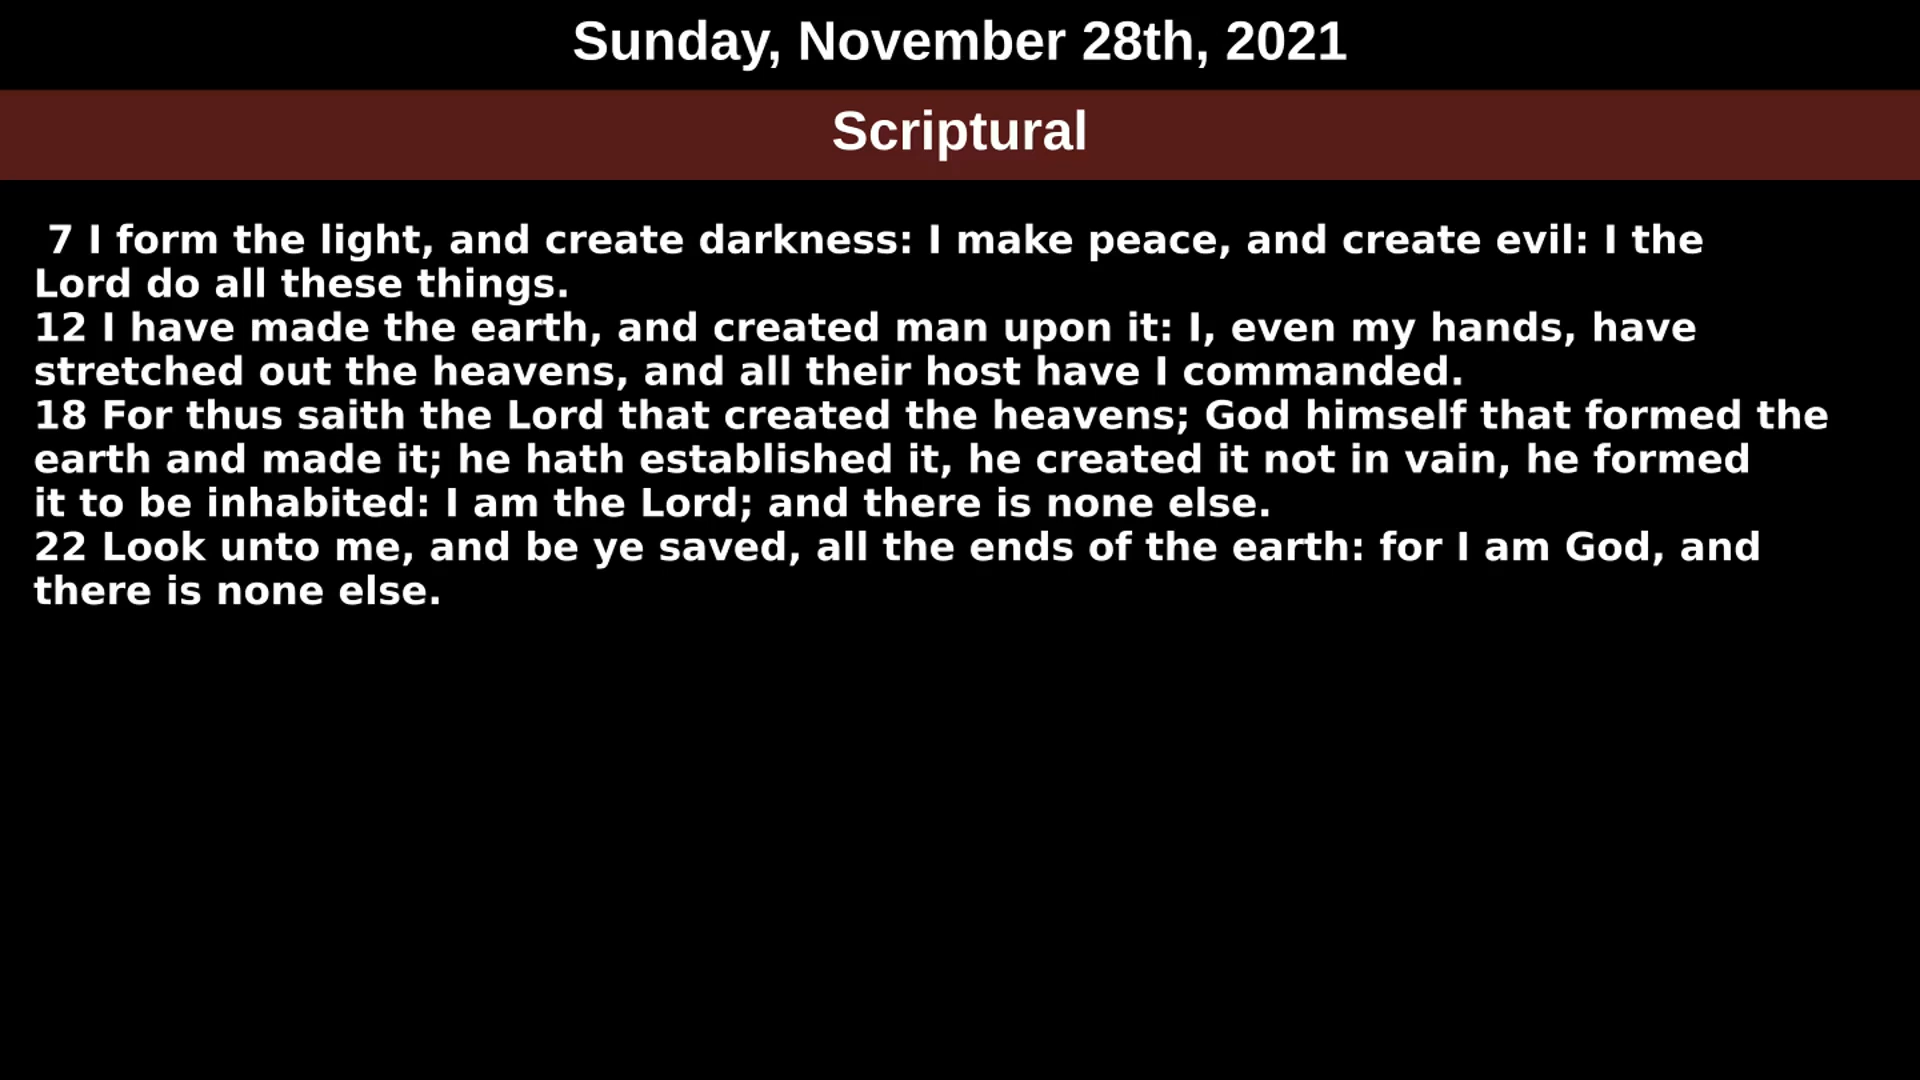 Sunday, November 28th, 2021
Scriptural
7 I form the light, and create darkness: I make peace, and create evil: I the
Lord do all these things.
12 I have made the earth, and created man upon it: I, even my hands, have
stretched out the heavens, and all their host have I commanded.
18 For thus saith the Lord that created the heavens; God himself that formed the
earth and made it; he hath established it, he created it not in vain, he formed
it to be inhabited: I am the Lord; and there is none else.
22 Look unto me, and be ye saved, all the ends of the earth: for I am God, and
there is none else.